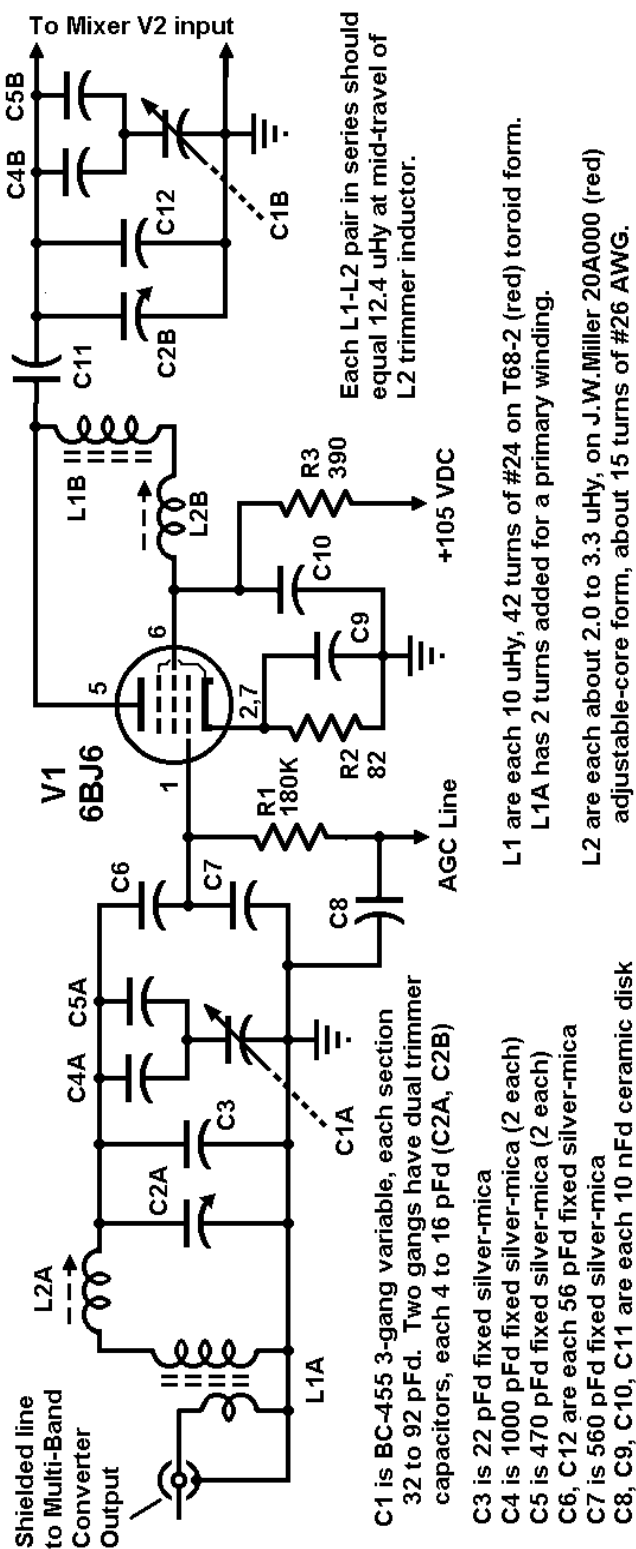 Shielded line
to Multi-Band
Converter
Output
L1A
L2A
C2A
C3
C4A
C5A
C1A
C6
C7
C8
R1
180K
AGC Line
V1
6BJ6
1
5
6
2,7
R2
82
C9
C10
R3
390
+105 VDC
L1B
L2B
C11
C2B
C12
C4B
C5B
C1B
To Mixer V2 input
Each L1-L2 pair in series should
equal 12.4 uHy at mid-travel of
L2 trimmer inductor.
C1 is BC-455 3-gang variable, each section
32 to 92 pFd. Two gangs have dual trimmer
capacitors, each 4 to 16 pFd (C2A, C2B)
C3 is 22 pFd fixed silver-mica
C4 is 1000 pFd fixed silver-mica (2 each)
C5 is 470 pFd fixed silver-mica (2 each)
C6, C12 are each 56 pFd fixed silver-mica
C7 is 560 pFd fixed silver-mica
C8, C9, C10, C11 are each 10 nFd ceramic disk
L1 are each 10 uHy, 42 turns of #24 on T68-2 (red) toroid form.
L1A has 2 turns added for a primary winding.
L2 are each about 2.0 to 3.3 uHy, on J.W.Miller 20A000 (red)
adjustable-core form, about 15 turns of #26 AWG.